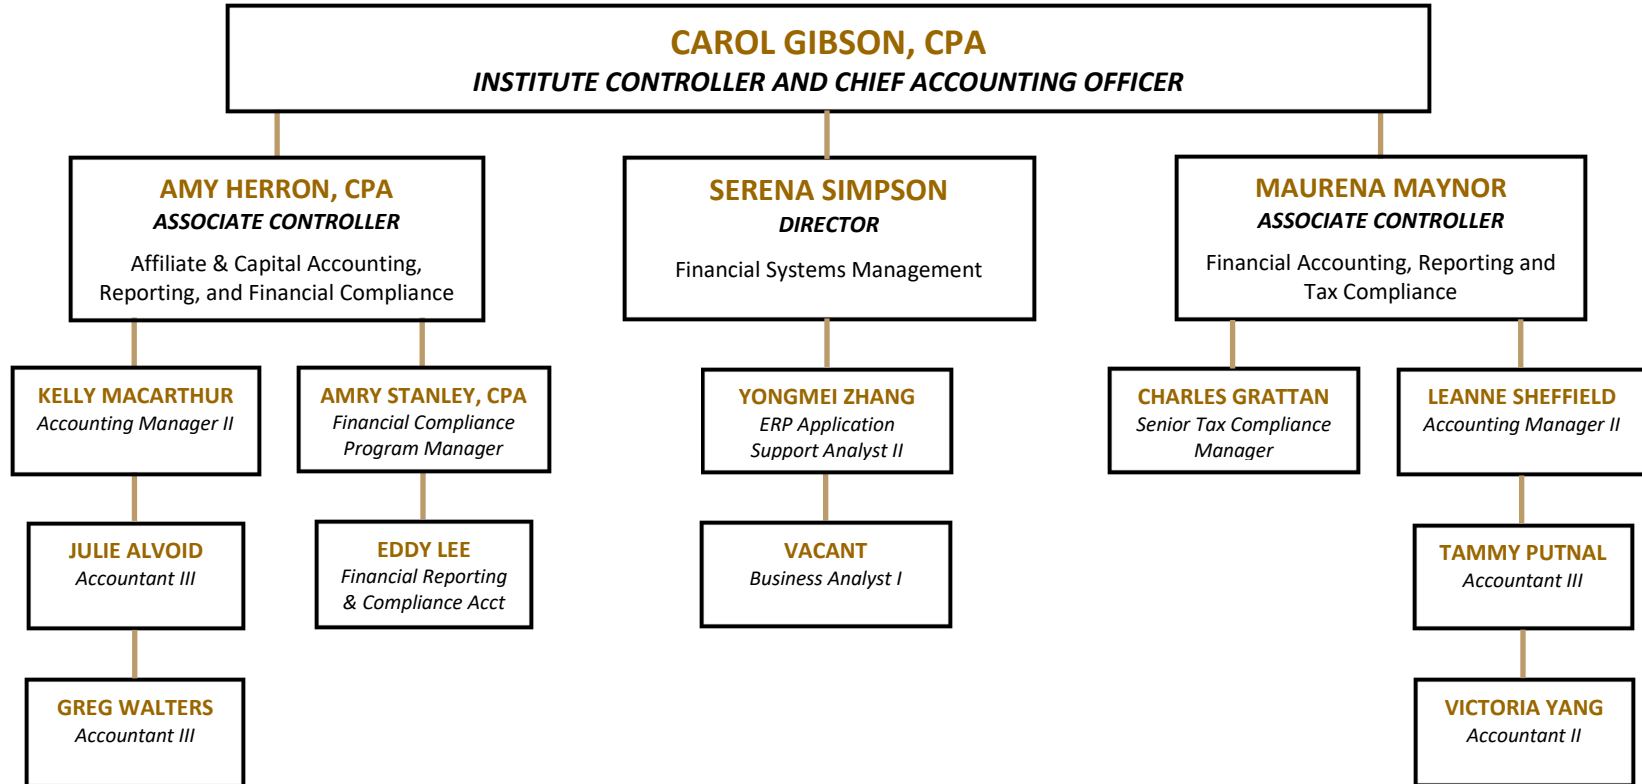 CAROL GIBSON, CPA
INSTITUTE CONTROLLER AND CHIEF ACCOUNTING OFFICER
AMY HERRON, CPA
ASSOCIATE CONTROLLER
Affiliate & Capital Accounting,
Reporting, and Financial Compliance
SERENA SIMPSON
DIRECTOR
Financial Systems Management
MAURENA MAYNOR
ASSOCIATE CONTROLLER
Financial Accounting, Reporting and
Tax Compliance
KELLY MACARTHUR
Accounting Manager II
AMRY STANLEY, CPA
Financial Compliance
Program Manager
YONGMEI ZHANG
ERP Application
Support Analyst II
CHARLES GRATTAN
Senior Tax Compliance
Manager
LEANNE SHEFFIELD
Accounting Manager II
JULIE ALVOID
Accountant III
EDDY LEE
Financial Reporting
& Compliance Acct
VACANT
Business Analyst I
TAMMY PUTNAL
Accountant III
GREG WALTERS
Accountant III
VICTORIA YANG
Accountant II